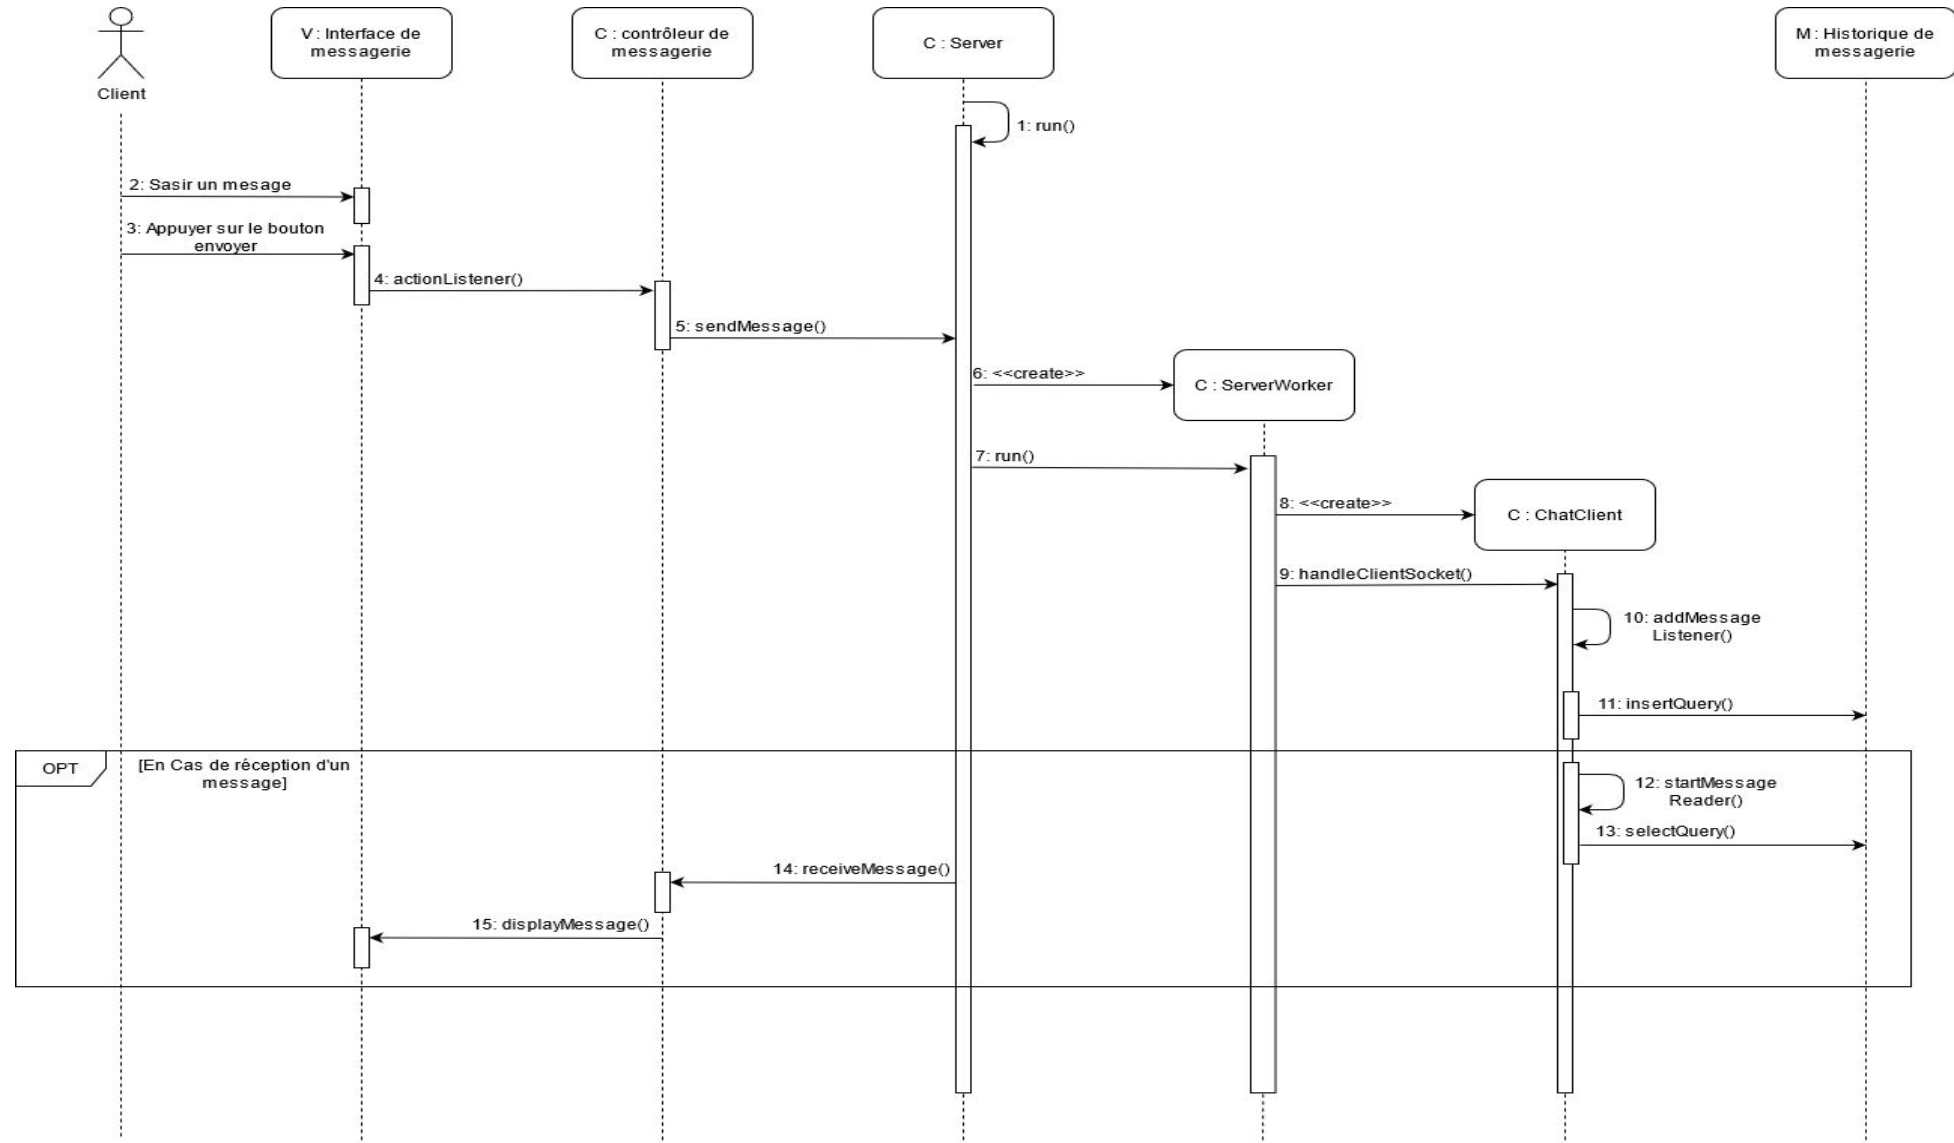 V : Interface de
messagerie
C : contrôleur de
messagerie
C : Server
M : Historique de
messagerie
Client
1: run()
2: Sasir un mesage
3: Appuyer sur le bouton
envoyer
4: actionListener()
5: sendMessage()
6: <<create>>
C : ServerWorker
7: run()
8: <<create>>
C : ChatClient
9: handleClientSocket()
10: addMessage
Listener()
11: insertQuery()
OPT
[En Cas de réception d'un
message]
12: startMessage
Reader()
13: selectQuery()
14: receiveMessage()
15: displayMessage()